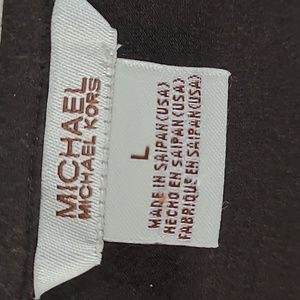 MICHAEL
MICHAEL KORS
L
MADE IN SAIPAN(USA)
HECHO EN SAIPAN(USA)
FABRIQUE EN SAIPAN(USA)